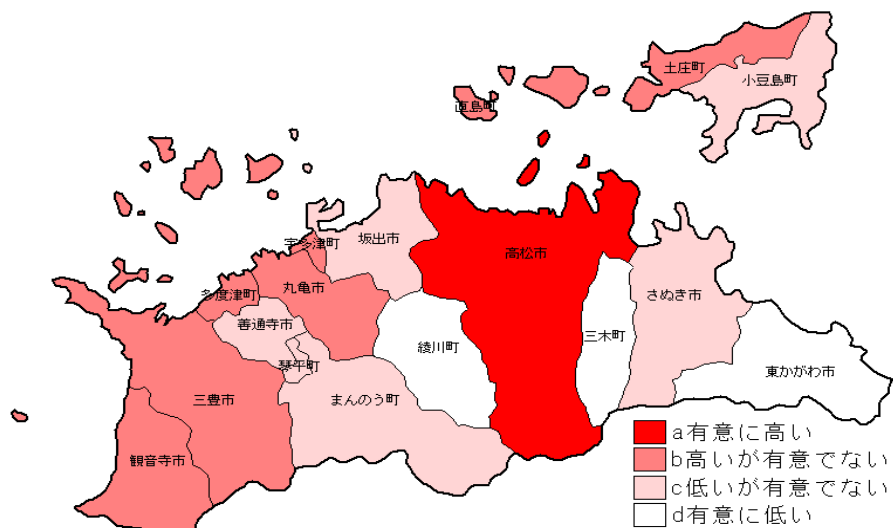 土庄町
小豆島町
直島町
宇多津町
坂出市
高松市
多度津町
丸亀市
さぬき市
善通寺市
綾川町
三木町
琴平町
東かがわ市
三豊市
まんのう町
観音寺市
a有意に高い
b高いが有意でない
c低いが有意でない
d有意に低い